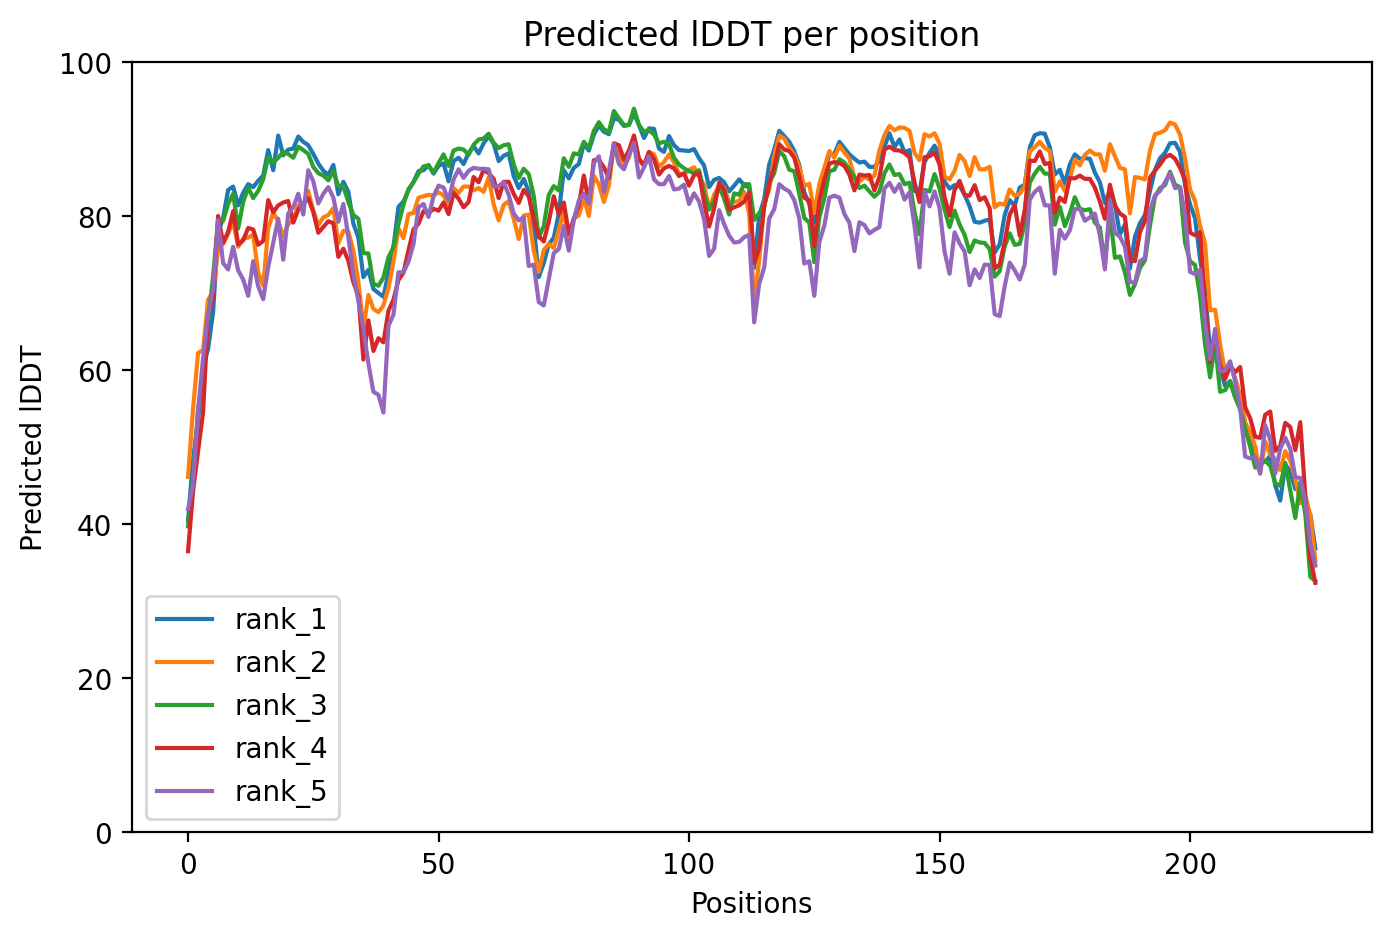 Predicted lDDT per position
100
80
60
40
20
0
Predicted lDDT
rank_1
rank_2
rank_3
rank_4
rank_5
0 50 100 150 200
Positions